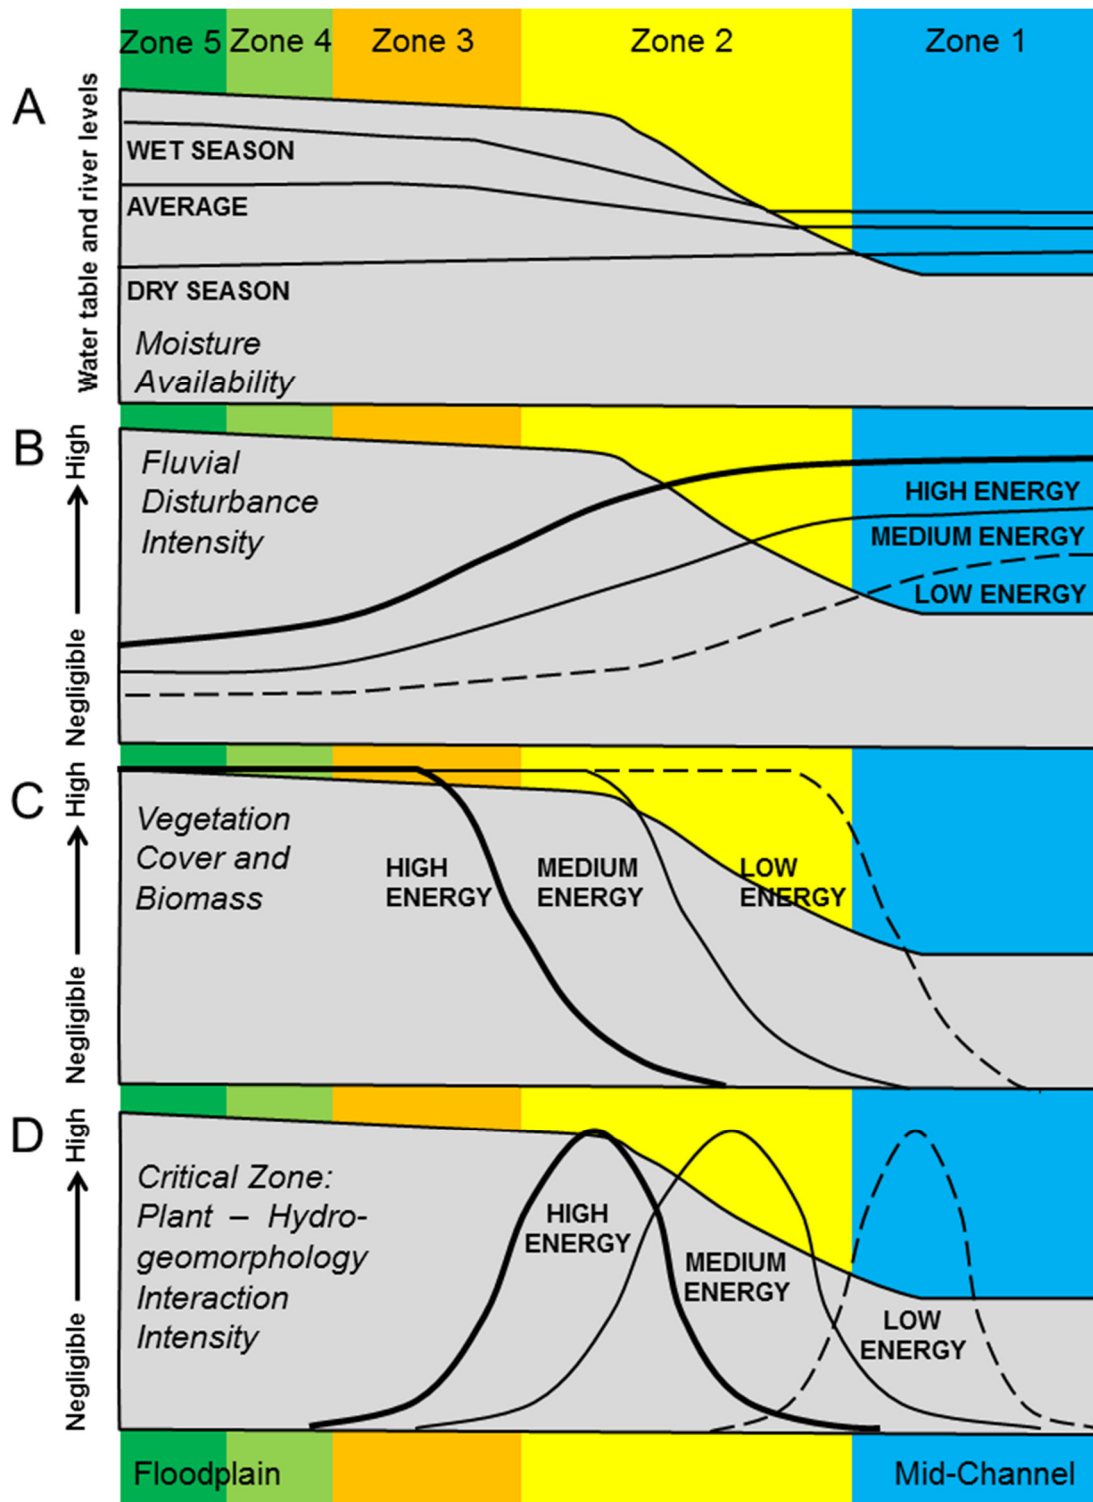 Zone 5 Zone 4 Zone 3 Zone 2 Zone 1
A
Water table and river levels
WET SEASON
AVERAGE
DRY SEASON
Moisture
Availability
B
Negligible High
Fluvial
Disturbance
Intensity
HIGH ENERGY
MEDIUM ENERGY
LOW ENERGY
C
Negligible High
Vegetation
Cover and
Biomass
HIGH
ENERGY
MEDIUM
ENERGY
LOW
ENERGY
D
Negligible High
Critical Zone:
Plant – Hydro-
geomorphology
Interaction
Intensity
HIGH
ENERGY
MEDIUM
ENERGY
LOW
ENERGY
Floodplain
Mid-Channel